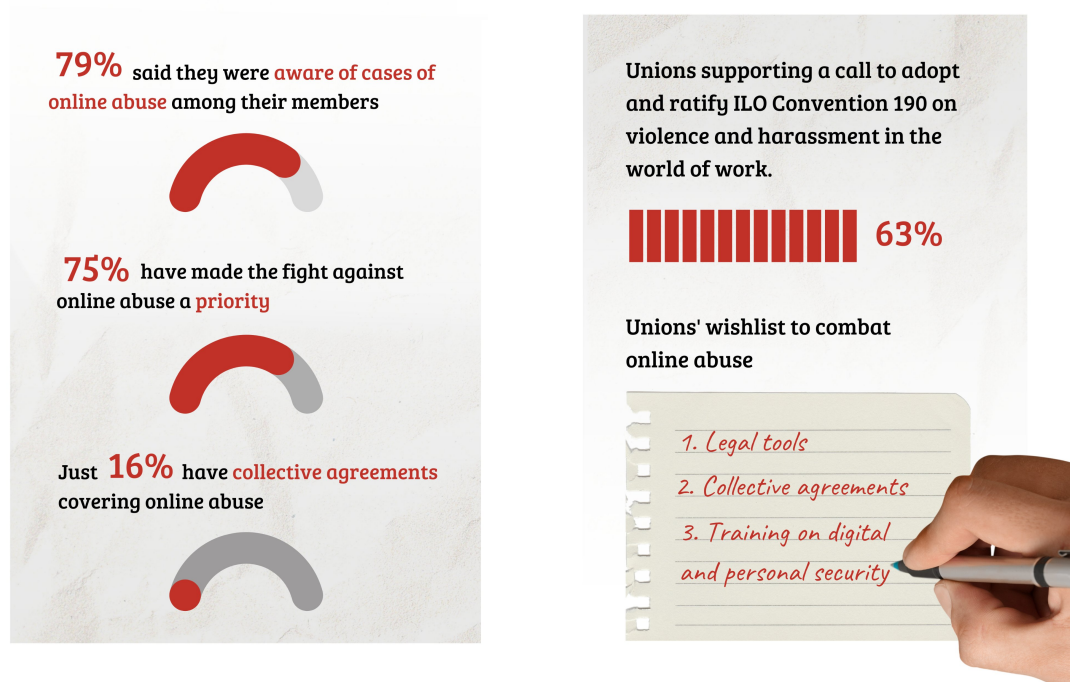 79% said they were aware of cases of
online abuse among their members
75% have made the fight against
online abuse a priority
Just 16% have collective agreements
covering online abuse
Unions supporting a call to adopt
and ratify ILO Convention 190 on
violence and harassment in the
world of work.
63%
Unions' wishlist to combat
online abuse
1. Legal tools
2. Collective agreements
3. Training on digital
and personal security